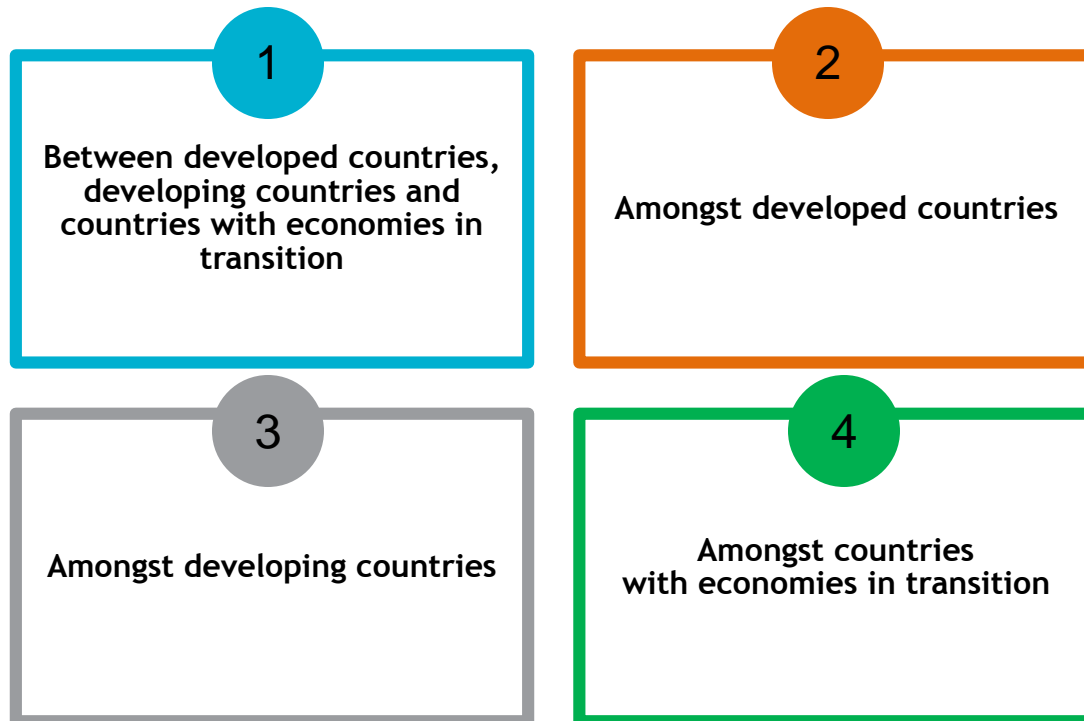 1
Between developed countries,
developing countries and
countries with economies in
transition
2
Amongst developed countries
3
Amongst developing countries
4
Amongst countries
with economies in transition